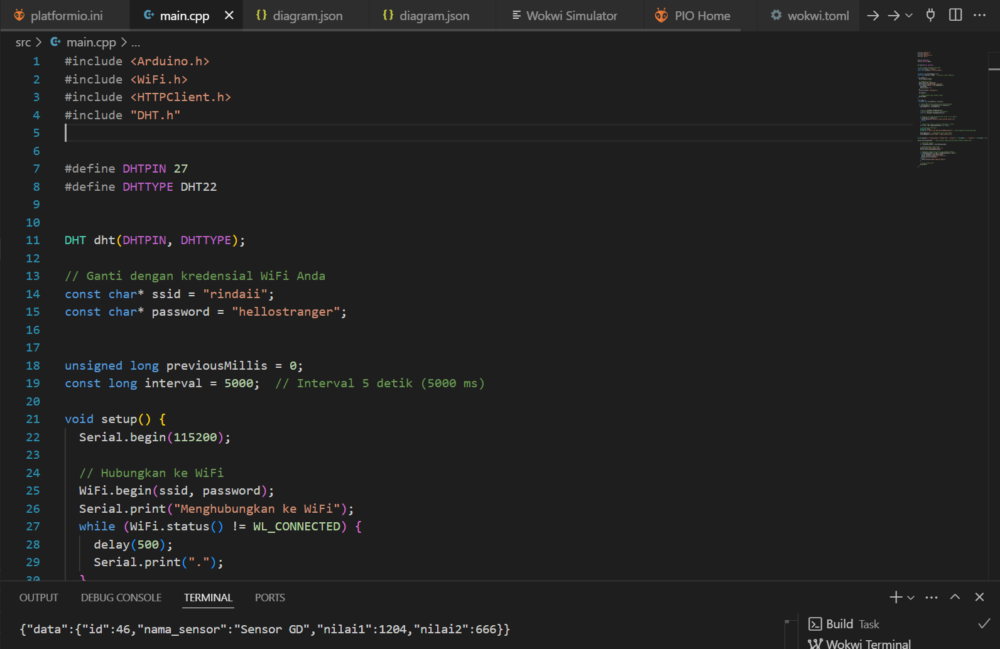 platformio.ini main.cpp diagram.json diagram.json Wokwi Simulator PIO Home wokwi.toml
src > main.cpp > ...
1 #include <Arduino.h>
2 #include <WiFi.h>
3 #include <HTTPClient.h>
4 #include "DHT.h"
5
6
7 #define DHTPIN 27
8 #define DHTTYPE DHT22
9
10
11 DHT dht(DHTPIN, DHTTYPE);
12
13 // Ganti dengan kredensial WiFi Anda
14 const char* ssid = "rindaii";
15 const char* password = "hellostranger";
16
17
18 unsigned long previousMillis = 0;
19 const long interval = 5000;  // Interval 5 detik (5000 ms)
20
21 void setup() {
22   Serial.begin(115200);
23
24   // Hubungkan ke WiFi
25   WiFi.begin(ssid, password);
26   Serial.print("Menghubungkan ke WiFi");
27   while (WiFi.status() != WL_CONNECTED) {
28     delay(500);
29     Serial.print(".");
30   }
OUTPUT DEBUG CONSOLE TERMINAL PORTS
{"data":{"id":46,"nama_sensor":"Sensor GD","nilai1":1204,"nilai2":666}}
Build Task
Wokwi Terminal